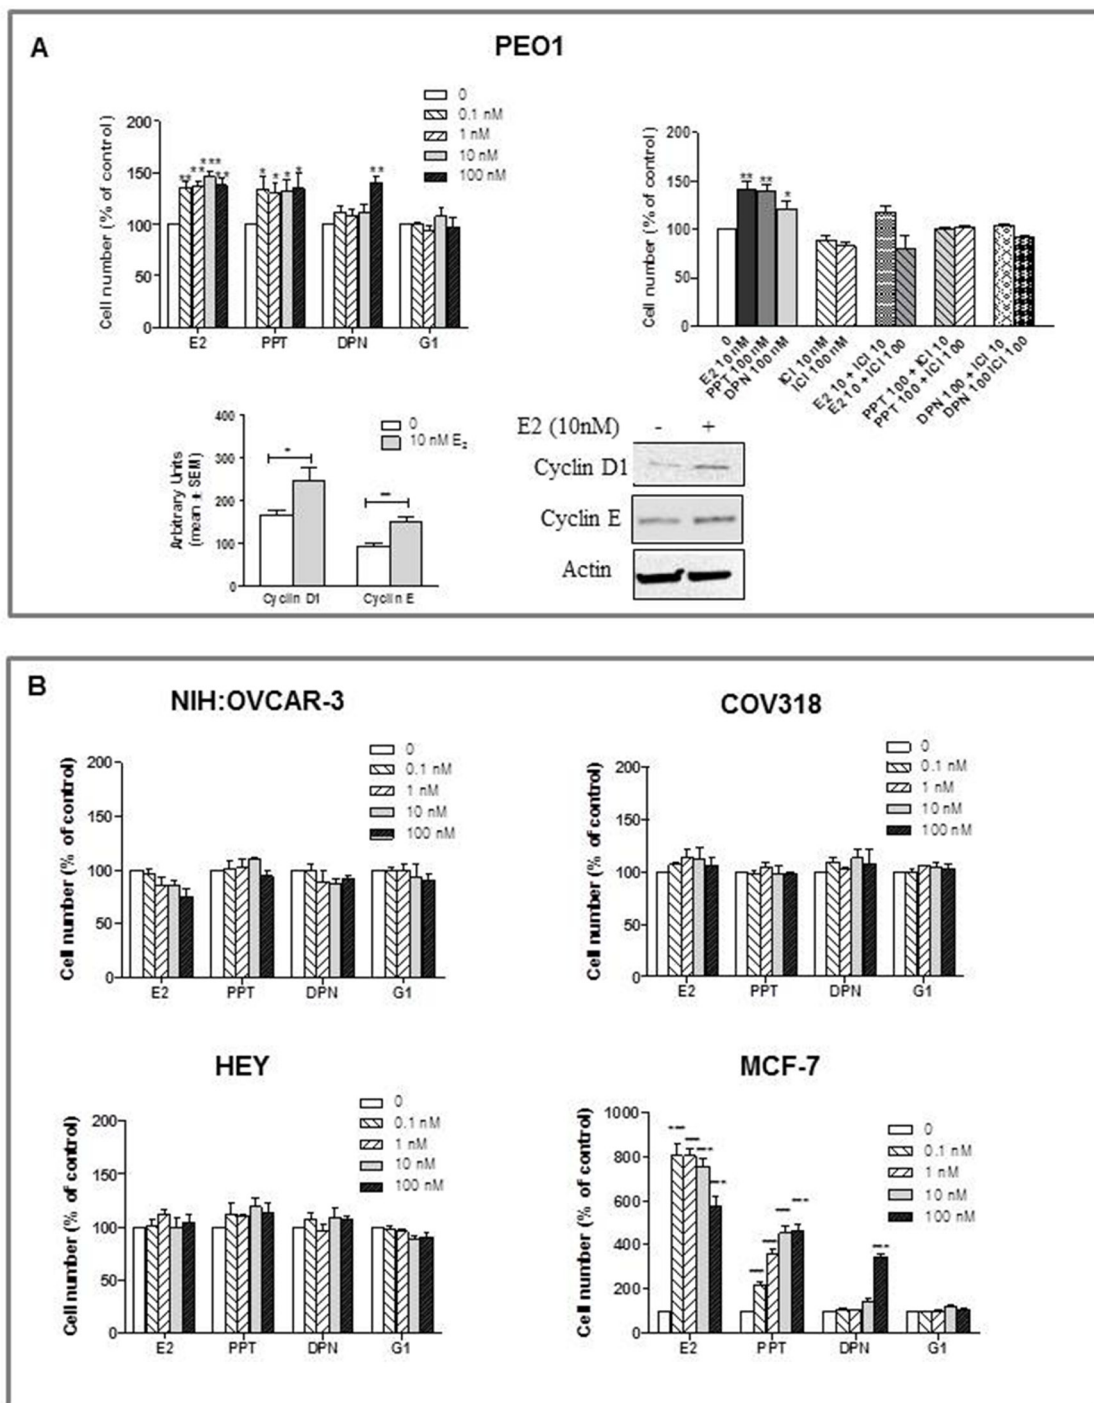 A
PEO1
0
0.1 nM
1 nM
10 nM
100 nM
Cell number (% of control)
200
150
100
50
0
** ** *** **
* * * *
**
E2 PPT DPN G1
Cell number (% of control)
200
150
100
50
0
** ** *
0
E2 10 nM
PPT 100 nM
DPN 100 nM
ICI 10 nM
ICI 100 nM
E2 10 + ICI 10
E2 10 + ICI 100
PPT 100 + ICI 10
PPT 100 + ICI 100
DPN 100 + ICI 10
DPN 100 ICI 100
Arbitrary Units
(mean ± SEM)
400
300
200
100
0
0
10 nM E₂
*
**
Cyclin D1 Cyclin E
E2 (10nM) - +
Cyclin D1
Cyclin E
Actin
B
NIH:OVCAR-3
0
0.1 nM
1 nM
10 nM
100 nM
Cell number (% of control)
200
150
100
50
0
E2 PPT DPN G1
COV318
0
0.1 nM
1 nM
10 nM
100 nM
Cell number (% of control)
200
150
100
50
0
E2 PPT DPN G1
HEY
0
0.1 nM
1 nM
10 nM
100 nM
Cell number (% of control)
200
150
100
50
0
E2 PPT DPN G1
MCF-7
0
0.1 nM
1 nM
10 nM
100 nM
Cell number (% of control)
1000
800
600
400
200
0
E2 PPT DPN G1